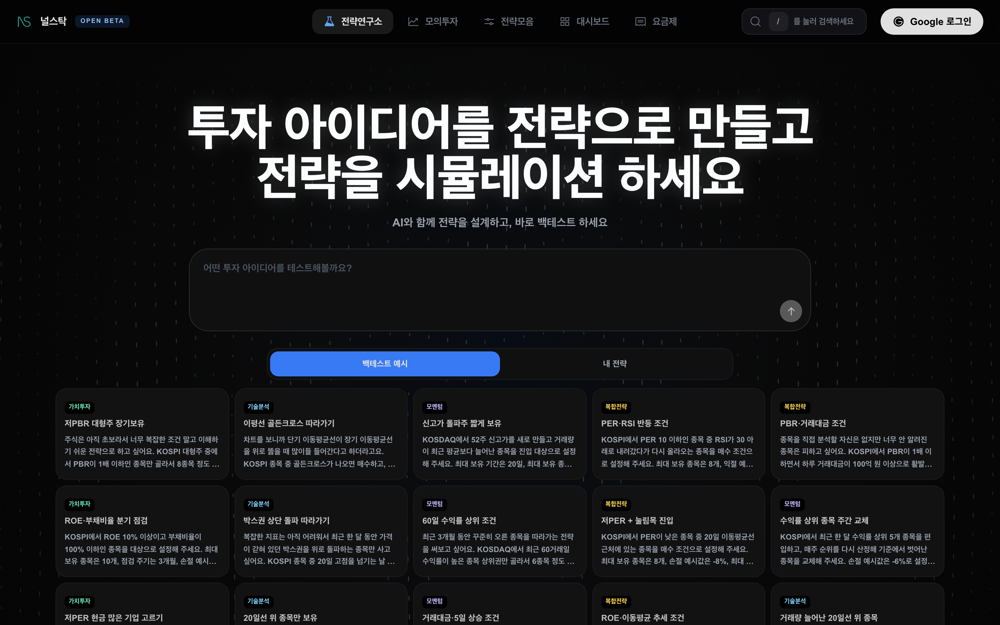 널스탁 OPEN BETA 전략연구소 모의투자 전략모음 대시보드 요금제 / 를 눌러 검색하세요 Google 로그인
투자 아이디어를 전략으로 만들고
전략을 시뮬레이션 하세요
AI와 함께 전략을 설계하고, 바로 백테스트 하세요
어떤 투자 아이디어를 테스트해볼까요?
백테스트 예시 내 전략
가치투자
저PBR 대형주 장기보유
주식은 아직 초보라서 너무 복잡한 조건 말고 이해하
기 쉬운 전략으로 하고 싶어요. KOSPI 대형주 중에
서 PBR이 1배 이하인 종목만 골라서 8종목 정도 ...
기술분석
이평선 골든크로스 따라가기
차트를 보니까 단기 이동평균선이 장기 이동평균선
을 위로 뚫을 때 많이들 들어간다고 하더라고요.
KOSPI 종목 중 골든크로스가 나오면 매수하고, ...
모멘텀
신고가 돌파주 짧게 보유
KOSDAQ에서 52주 신고가를 새로 만들고 거래량
이 최근 평균보다 늘어난 종목을 진입 대상으로 설정
해 주세요. 최대 보유 기간은 20일, 최대 보유 종...
복합전략
PER·RSI 반등 조건
KOSPI에서 PER 10 이하인 종목 중 RSI가 30 아
래로 내려갔다가 다시 올라오는 종목을 매수 조건으
로 설정해 주세요. 최대 보유 종목은 8개, 익절 예...
복합전략
PBR·거래대금 조건
종목을 직접 분석할 자신은 없지만 너무 안 알려진
종목은 피하고 싶어요. KOSPI에서 PBR이 1배 이
하면서 하루 거래대금이 100억 원 이상으로 활발...
가치투자
ROE·부채비율 분기 점검
KOSPI에서 ROE 10% 이상이고 부채비율이
100% 이하인 종목을 대상으로 설정해 주세요. 최대
보유 종목은 10개, 점검 주기는 3개월, 손절 예시...
기술분석
박스권 상단 돌파 따라가기
복잡한 지표는 아직 어려워서 최근 한 달 동안 가격
이 갇혀 있던 박스권을 위로 돌파하는 종목만 사고
싶어요. KOSPI 종목 중 20일 고점을 넘기는 날 ...
모멘텀
60일 수익률 상위 조건
최근 3개월 동안 꾸준히 오른 종목을 따라가는 전략
을 써보고 싶어요. KOSDAQ에서 최근 60거래일
수익률이 높은 종목 상위권만 골라서 6종목 정도 ...
복합전략
저PER + 눌림목 진입
KOSPI에서 PER이 낮은 종목 중 20일 이동평균선
근처에 있는 종목을 매수 조건으로 설정해 주세요.
최대 보유 종목은 8개, 손절 예시값은 -8%, 최대 ...
모멘텀
수익률 상위 종목 주간 교체
KOSPI에서 최근 한 달 수익률 상위 5개 종목을 편
입하고, 매주 순위를 다시 산정해 기준에서 벗어난
종목을 교체해 주세요. 손절 예시값은 -6%로 설정...
가치투자
저PER 현금 많은 기업 고르기
기술분석
20일선 위 종목만 보유
모멘텀
거래대금·5일 상승 조건
복합전략
ROE·이동평균 추세 조건
기술분석
거래량 늘어난 20일선 위 종목